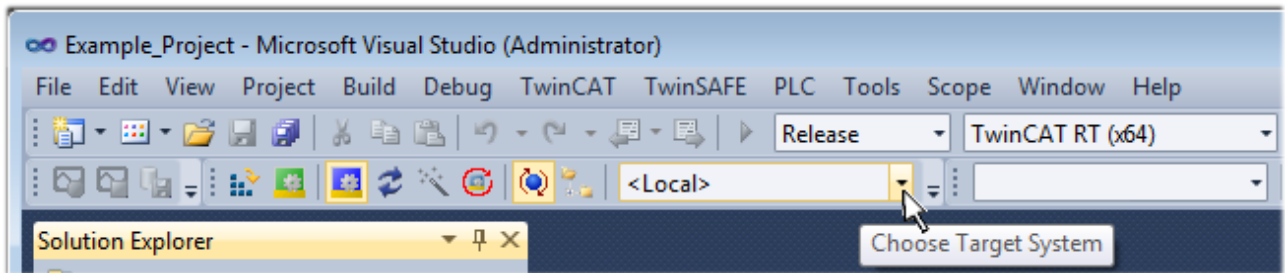 Example_Project - Microsoft Visual Studio (Administrator)
File Edit View Project Build Debug TwinCAT TwinSAFE PLC Tools Scope Window Help
Release TwinCAT RT (x64)
<Local>
Solution Explorer
Choose Target System